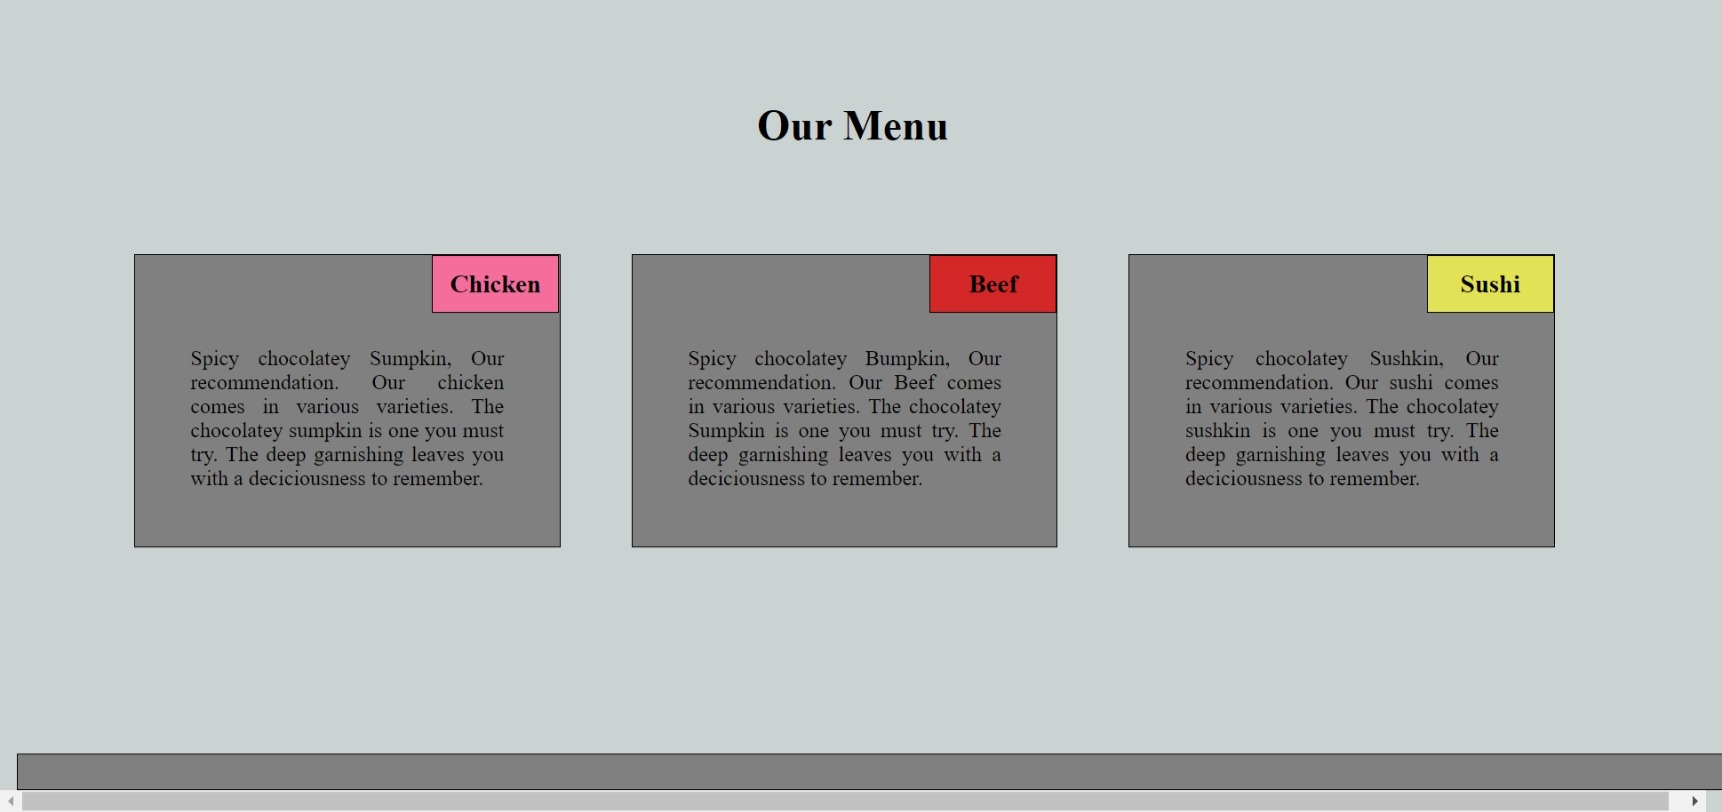 Our Menu
Chicken
Spicy chocolatey Sumpkin, Our
recommendation. Our chicken
comes in various varieties. The
chocolatey sumpkin is one you must
try. The deep garnishing leaves you
with a deciciousness to remember.
Beef
Spicy chocolatey Bumpkin, Our
recommendation. Our Beef comes
in various varieties. The chocolatey
Sumpkin is one you must try. The
deep garnishing leaves you with a
deciciousness to remember.
Sushi
Spicy chocolatey Sushkin, Our
recommendation. Our sushi comes
in various varieties. The chocolatey
sushkin is one you must try. The
deep garnishing leaves you with a
deciciousness to remember.